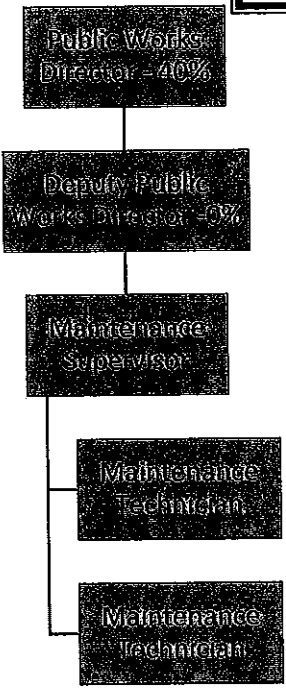 Public Works
Director - 40%
Deputy Public
Works Director -0%
Maintenance
Supervisor
Maintenance
Technician
Maintenance
Technician